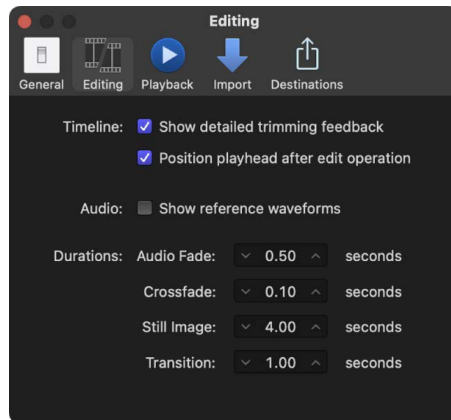 Editing
General Editing Playback Import Destinations
Timeline: Show detailed trimming feedback
Position playhead after edit operation
Audio: Show reference waveforms
Durations: Audio Fade: 0.50 seconds
Crossfade: 0.10 seconds
Still Image: 4.00 seconds
Transition: 1.00 seconds